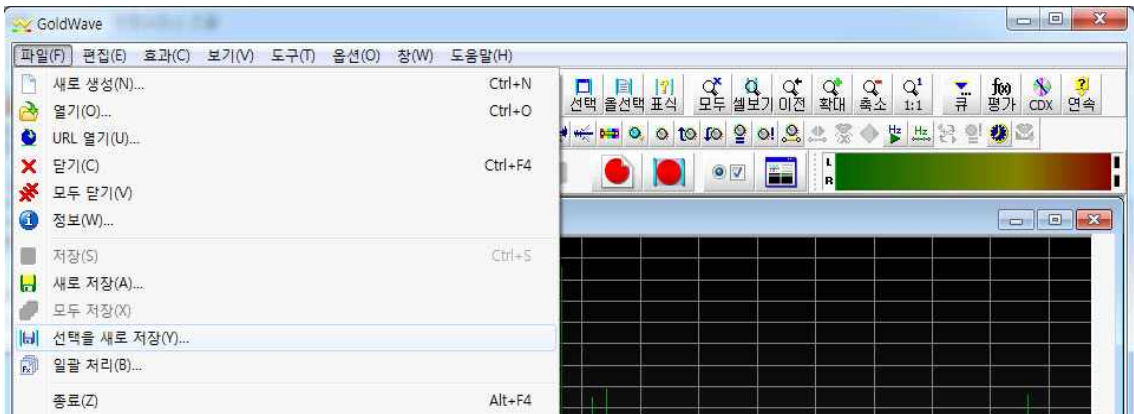 GoldWave
파일(F) 편집(E) 효과(C) 보기(V) 도구(T) 옵션(O) 창(W) 도움말(H)
새로 생성(N)... Ctrl+N
열기(O)... Ctrl+O
URL 열기(U)...
닫기(C) Ctrl+F4
모두 닫기(V)
정보(W)...
저장(S) Ctrl+S
새로 저장(A)...
모두 저장(X)
선택을 새로 저장(Y)...
일괄 처리(B)...
종료(Z) Alt+F4
선택 올선택 표식 모두 셀보기 이전 확대 축소 1:1 큐 평가 CDX 연속
L
R